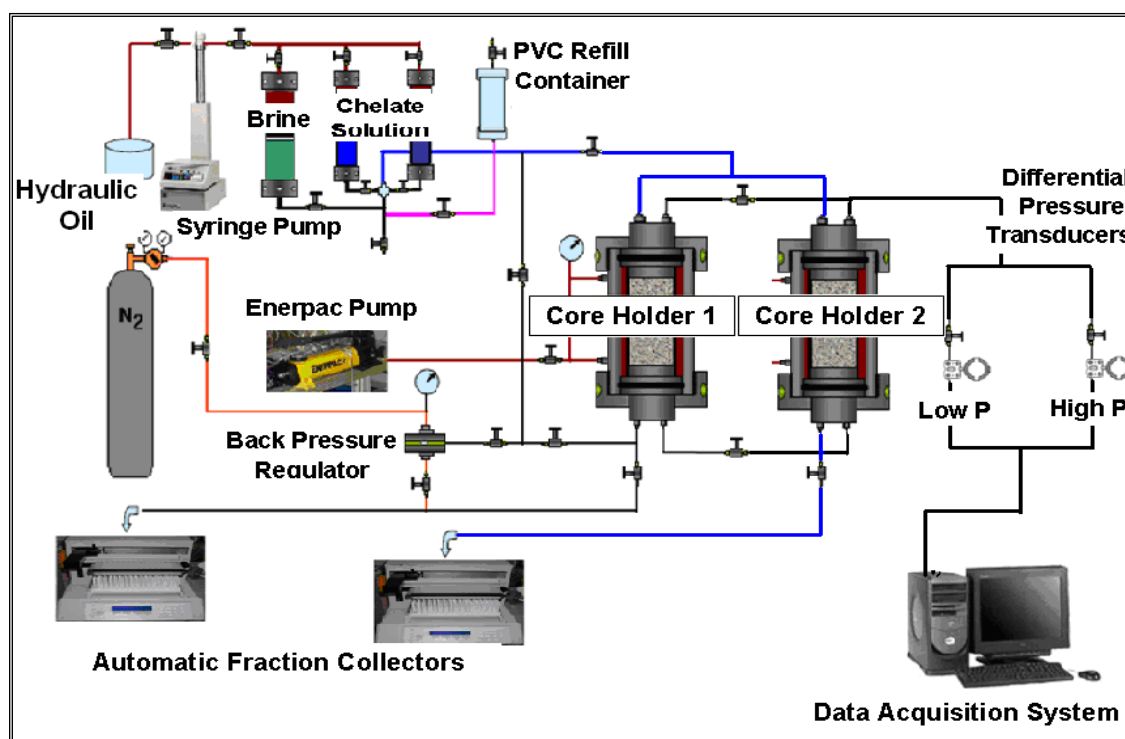 PVC Refill
Container
Brine
Chelate
Solution
Hydraulic
Oil
Syringe Pump
Differential
Pressure
Transducers
N2
Enerpac Pump
Core Holder 1
Core Holder 2
Low P
High P
Back Pressure
Regulator
Automatic Fraction Collectors
Data Acquisition System